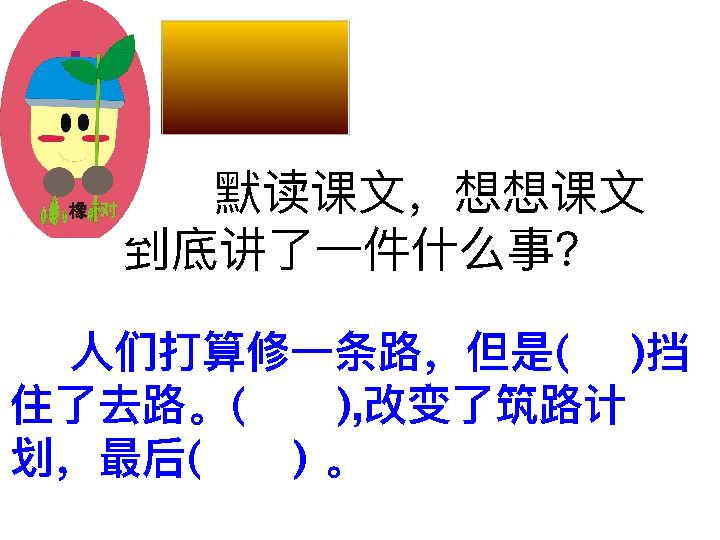 橡树
默读课文，想想课文
到底讲了一件什么事？
人们打算修一条路，但是(     )挡
住了去路。(       ),改变了筑路计
划，最后(       ）。